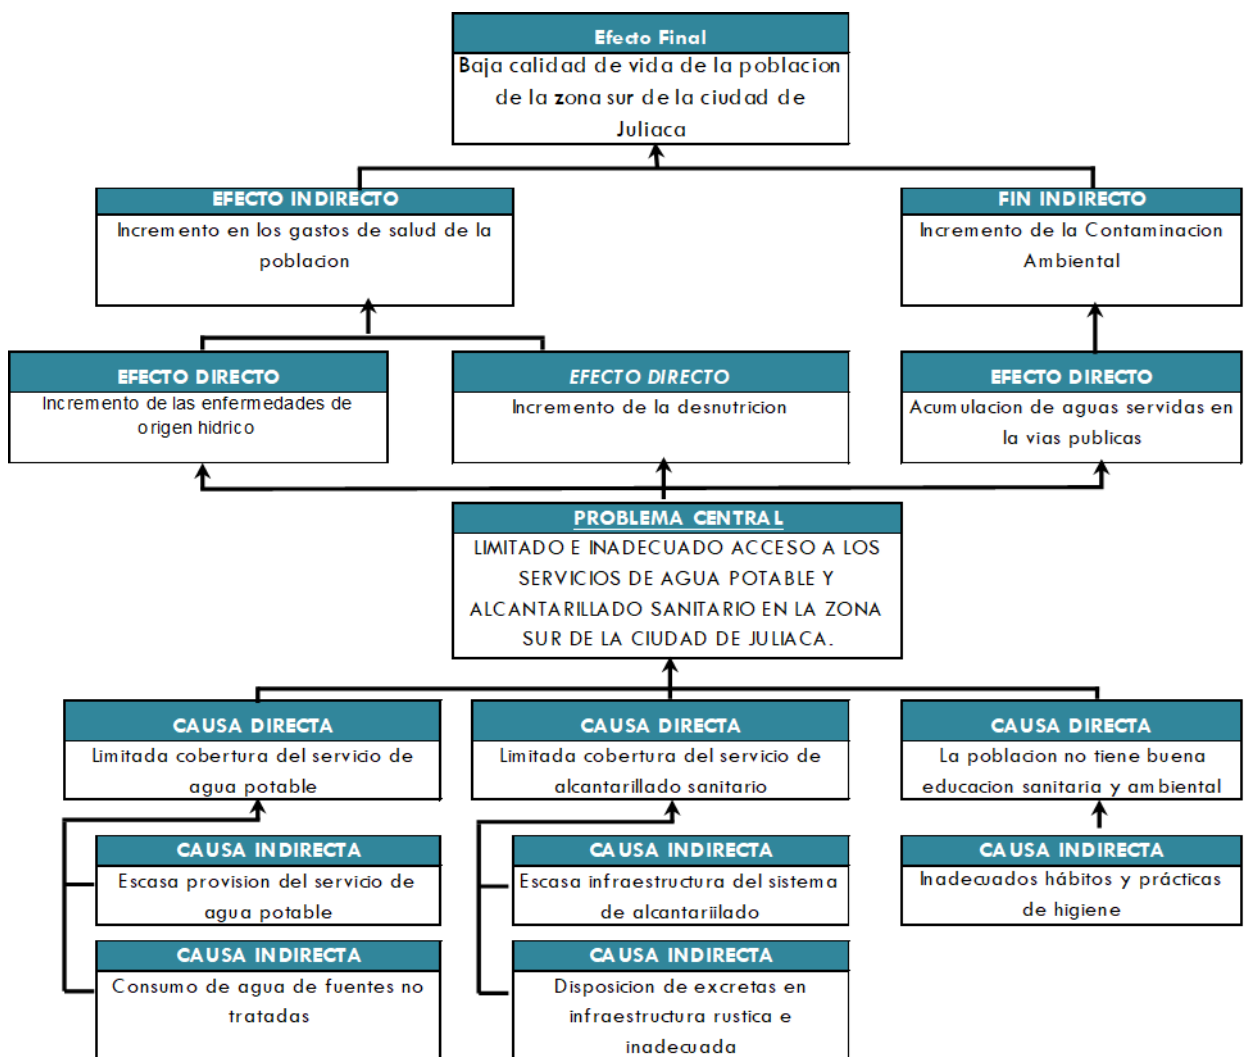 Efecto Final
Baja calidad de vida de la poblacion
de la zona sur de la ciudad de
Juliaca
EFECTO INDIRECTO
Incremento en los gastos de salud de la
poblacion
FIN INDIRECTO
Incremento de la Contaminacion
Ambiental
EFECTO DIRECTO
Incremento de las enfermedades de
origen hidrico
EFECTO DIRECTO
Incremento de la desnutricion
EFECTO DIRECTO
Acumulacion de aguas servidas en
la vias publicas
PROBLEMA CENTRAL
LIMITADO E INADECUADO ACCESO A LOS
SERVICIOS DE AGUA POTABLE Y
ALCANTARILLADO SANITARIO EN LA ZONA
SUR DE LA CIUDAD DE JULIACA.
CAUSA DIRECTA
Limitada cobertura del servicio de
agua potable
CAUSA DIRECTA
Limitada cobertura del servicio de
alcantarillado sanitario
CAUSA DIRECTA
La poblacion no tiene buena
educacion sanitaria y ambiental
CAUSA INDIRECTA
Escasa provision del servicio de
agua potable
CAUSA INDIRECTA
Escasa infraestructura del sistema
de alcantariilado
CAUSA INDIRECTA
Inadecuados hábitos y prácticas
de higiene
CAUSA INDIRECTA
Consumo de agua de fuentes no
tratadas
CAUSA INDIRECTA
Disposicion de excretas en
infraestructura rustica e
inadecuada